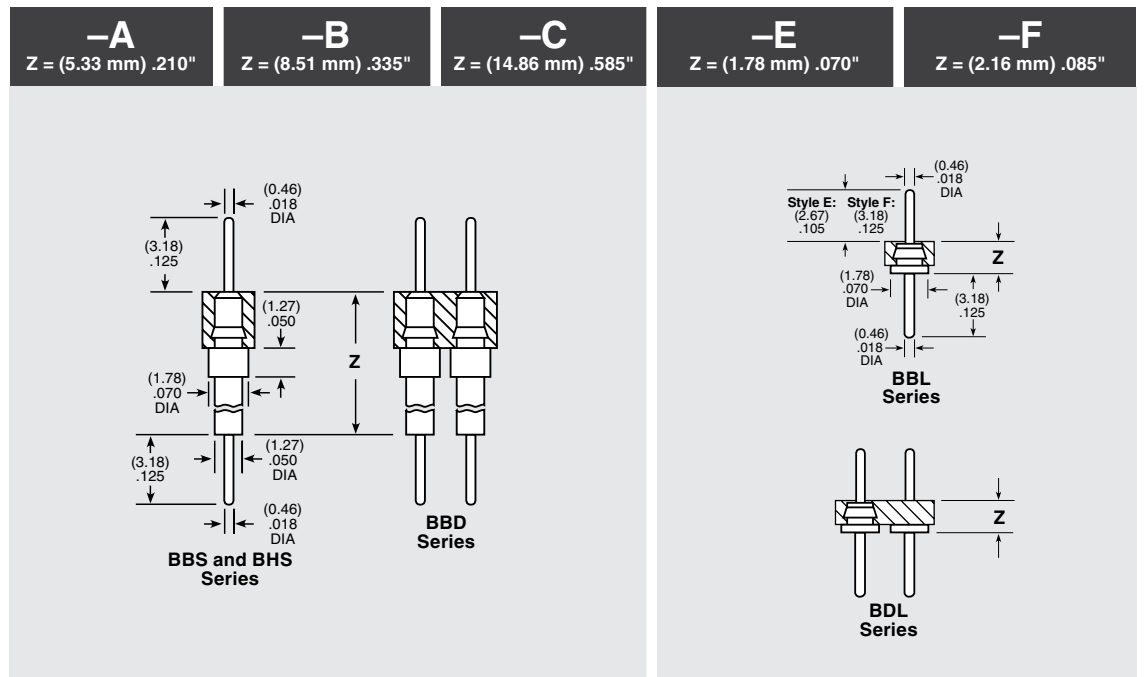 –A
Z = (5.33 mm) .210"
–B
Z = (8.51 mm) .335"
–C
Z = (14.86 mm) .585"
–E
Z = (1.78 mm) .070"
–F
Z = (2.16 mm) .085"
(0.46)
.018
DIA
(3.18)
.125
(1.27)
.050
Z
(1.78)
.070
DIA
(3.18)
.125
(1.27)
.050
DIA
(0.46)
.018
DIA
BBS and BHS
Series
BBD
Series
(0.46)
.018
DIA
Style E:
(2.67)
.105
Style F:
(3.18)
.125
Z
(1.78)
.070
DIA
(3.18)
.125
(0.46)
.018
DIA
BBL
Series
Z
BDL
Series